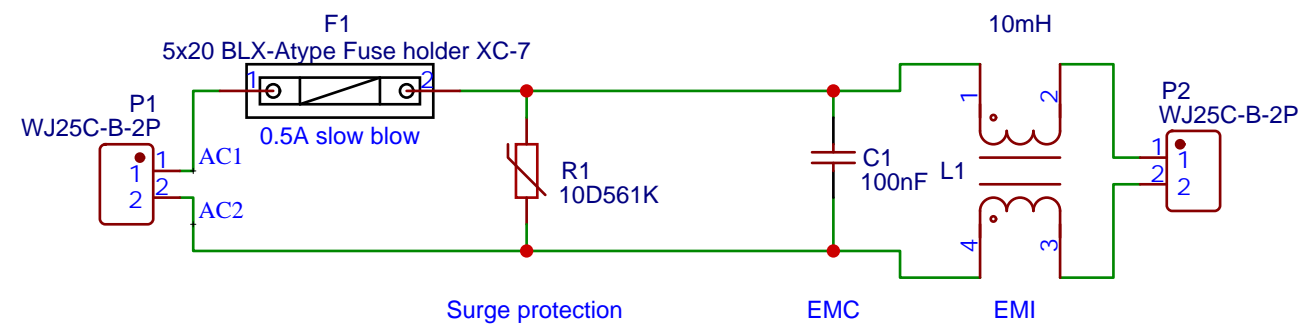 F1
5x20 BLX-Atype Fuse holder XC-7
1 2
0.5A slow blow
P1
WJ25C-B-2P
1 1
2 2
AC1
AC2
R1
10D561K
C1
100nF
10mH
L1
1 2
4 3
P2
WJ25C-B-2P
1 1
2 2
Surge protection
EMC
EMI